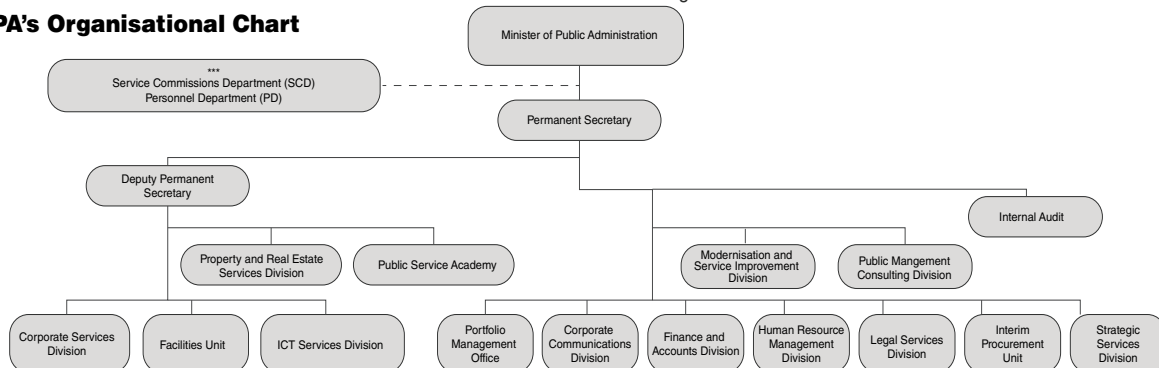 PA's Organisational Chart
Minister of Public Administration
***
Service Commissions Department (SCD)
Personnel Department (PD)
Permanent Secretary
Deputy Permanent
Secretary
Internal Audit
Property and Real Estate
Services Division
Public Service Academy
Modernisation and
Service Improvement
Division
Public Mangement
Consulting Division
Corporate Services
Division
Facilities Unit
ICT Services Division
Portfolio
Management
Office
Corporate
Communications
Division
Finance and
Accounts Division
Human Resource
Management
Division
Legal Services
Division
Interim
Procurement
Unit
Strategic
Services
Division